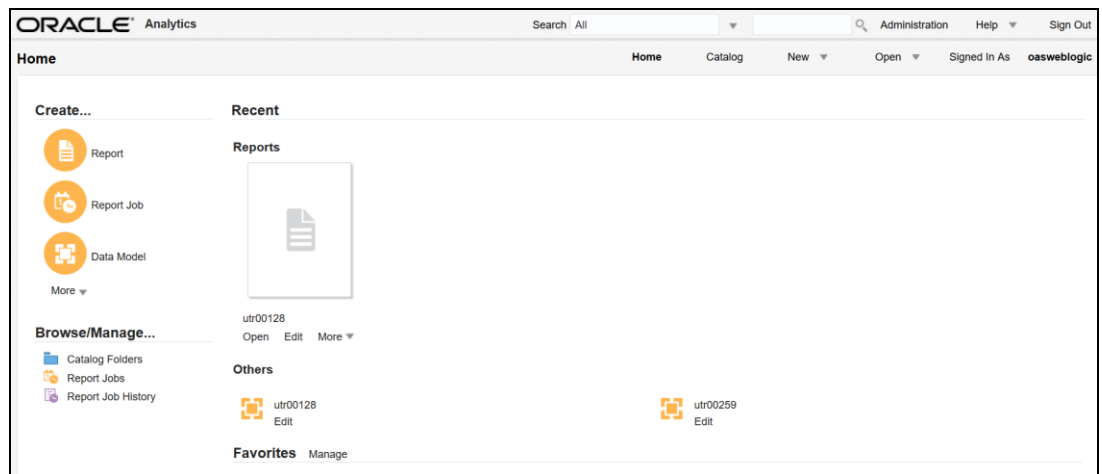 ORACLE Analytics Search All Administration Help Sign Out
Home Home Catalog New Open Signed In As oasweblogic
Create...
Report
Report Job
Data Model
More
Browse/Manage...
Catalog Folders
Report Jobs
Report Job History
Recent
Reports
utr00128
Open Edit More
Others
utr00128
Edit
utr00259
Edit
Favorites Manage